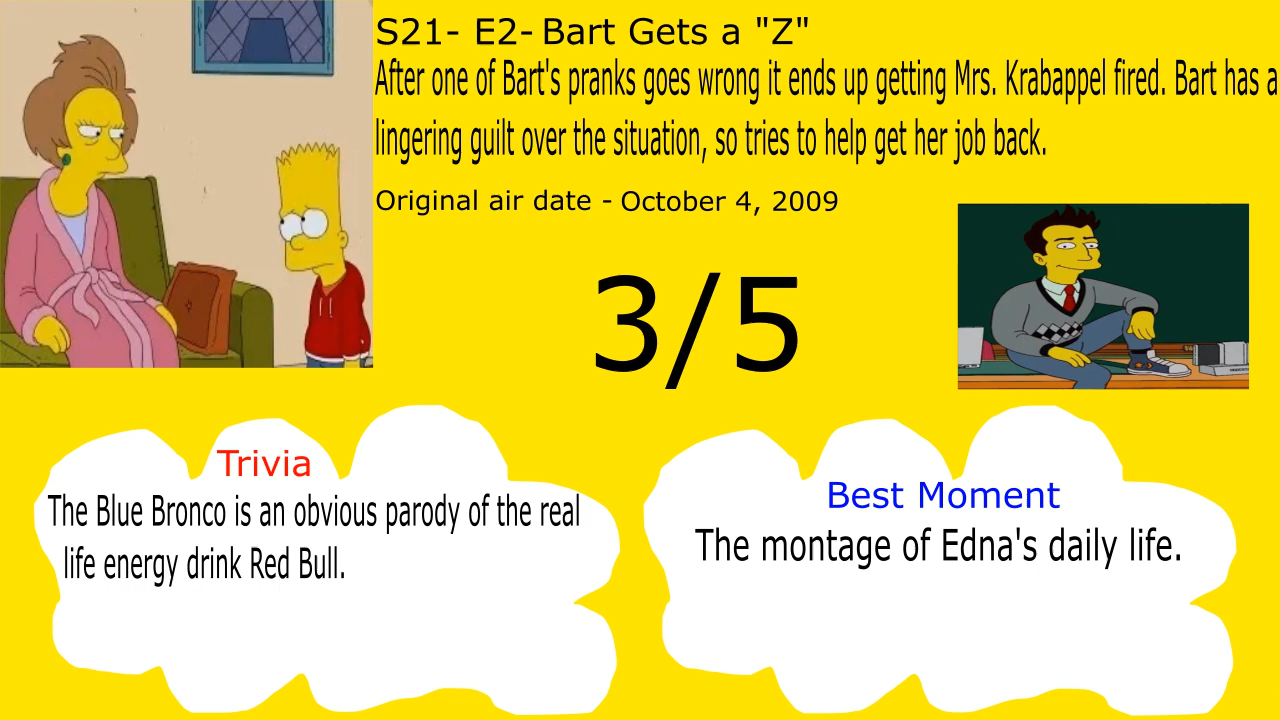 S21- E2- Bart Gets a "Z"
After one of Bart's pranks goes wrong it ends up getting Mrs. Krabappel fired. Bart has a
lingering guilt over the situation, so tries to help get her job back.
Original air date - October 4, 2009
3/5
Trivia
The Blue Bronco is an obvious parody of the real
life energy drink Red Bull.
Best Moment
The montage of Edna's daily life.